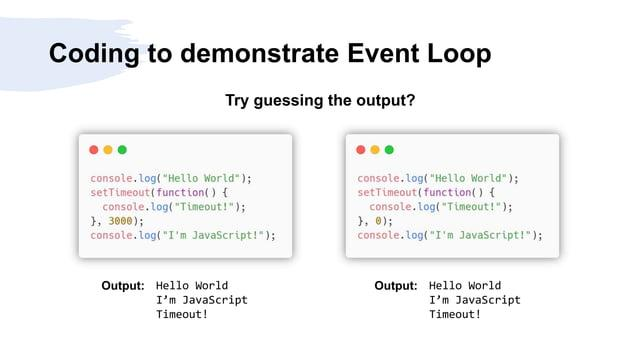 Coding to demonstrate Event Loop
Try guessing the output?
console.log("Hello World");
setTimeout(function() {
  console.log("Timeout!");
}, 3000);
console.log("I'm JavaScript!");
Output: Hello World
I’m JavaScript
Timeout!
console.log("Hello World");
setTimeout(function() {
  console.log("Timeout!");
}, 0);
console.log("I'm JavaScript!");
Output: Hello World
I’m JavaScript
Timeout!